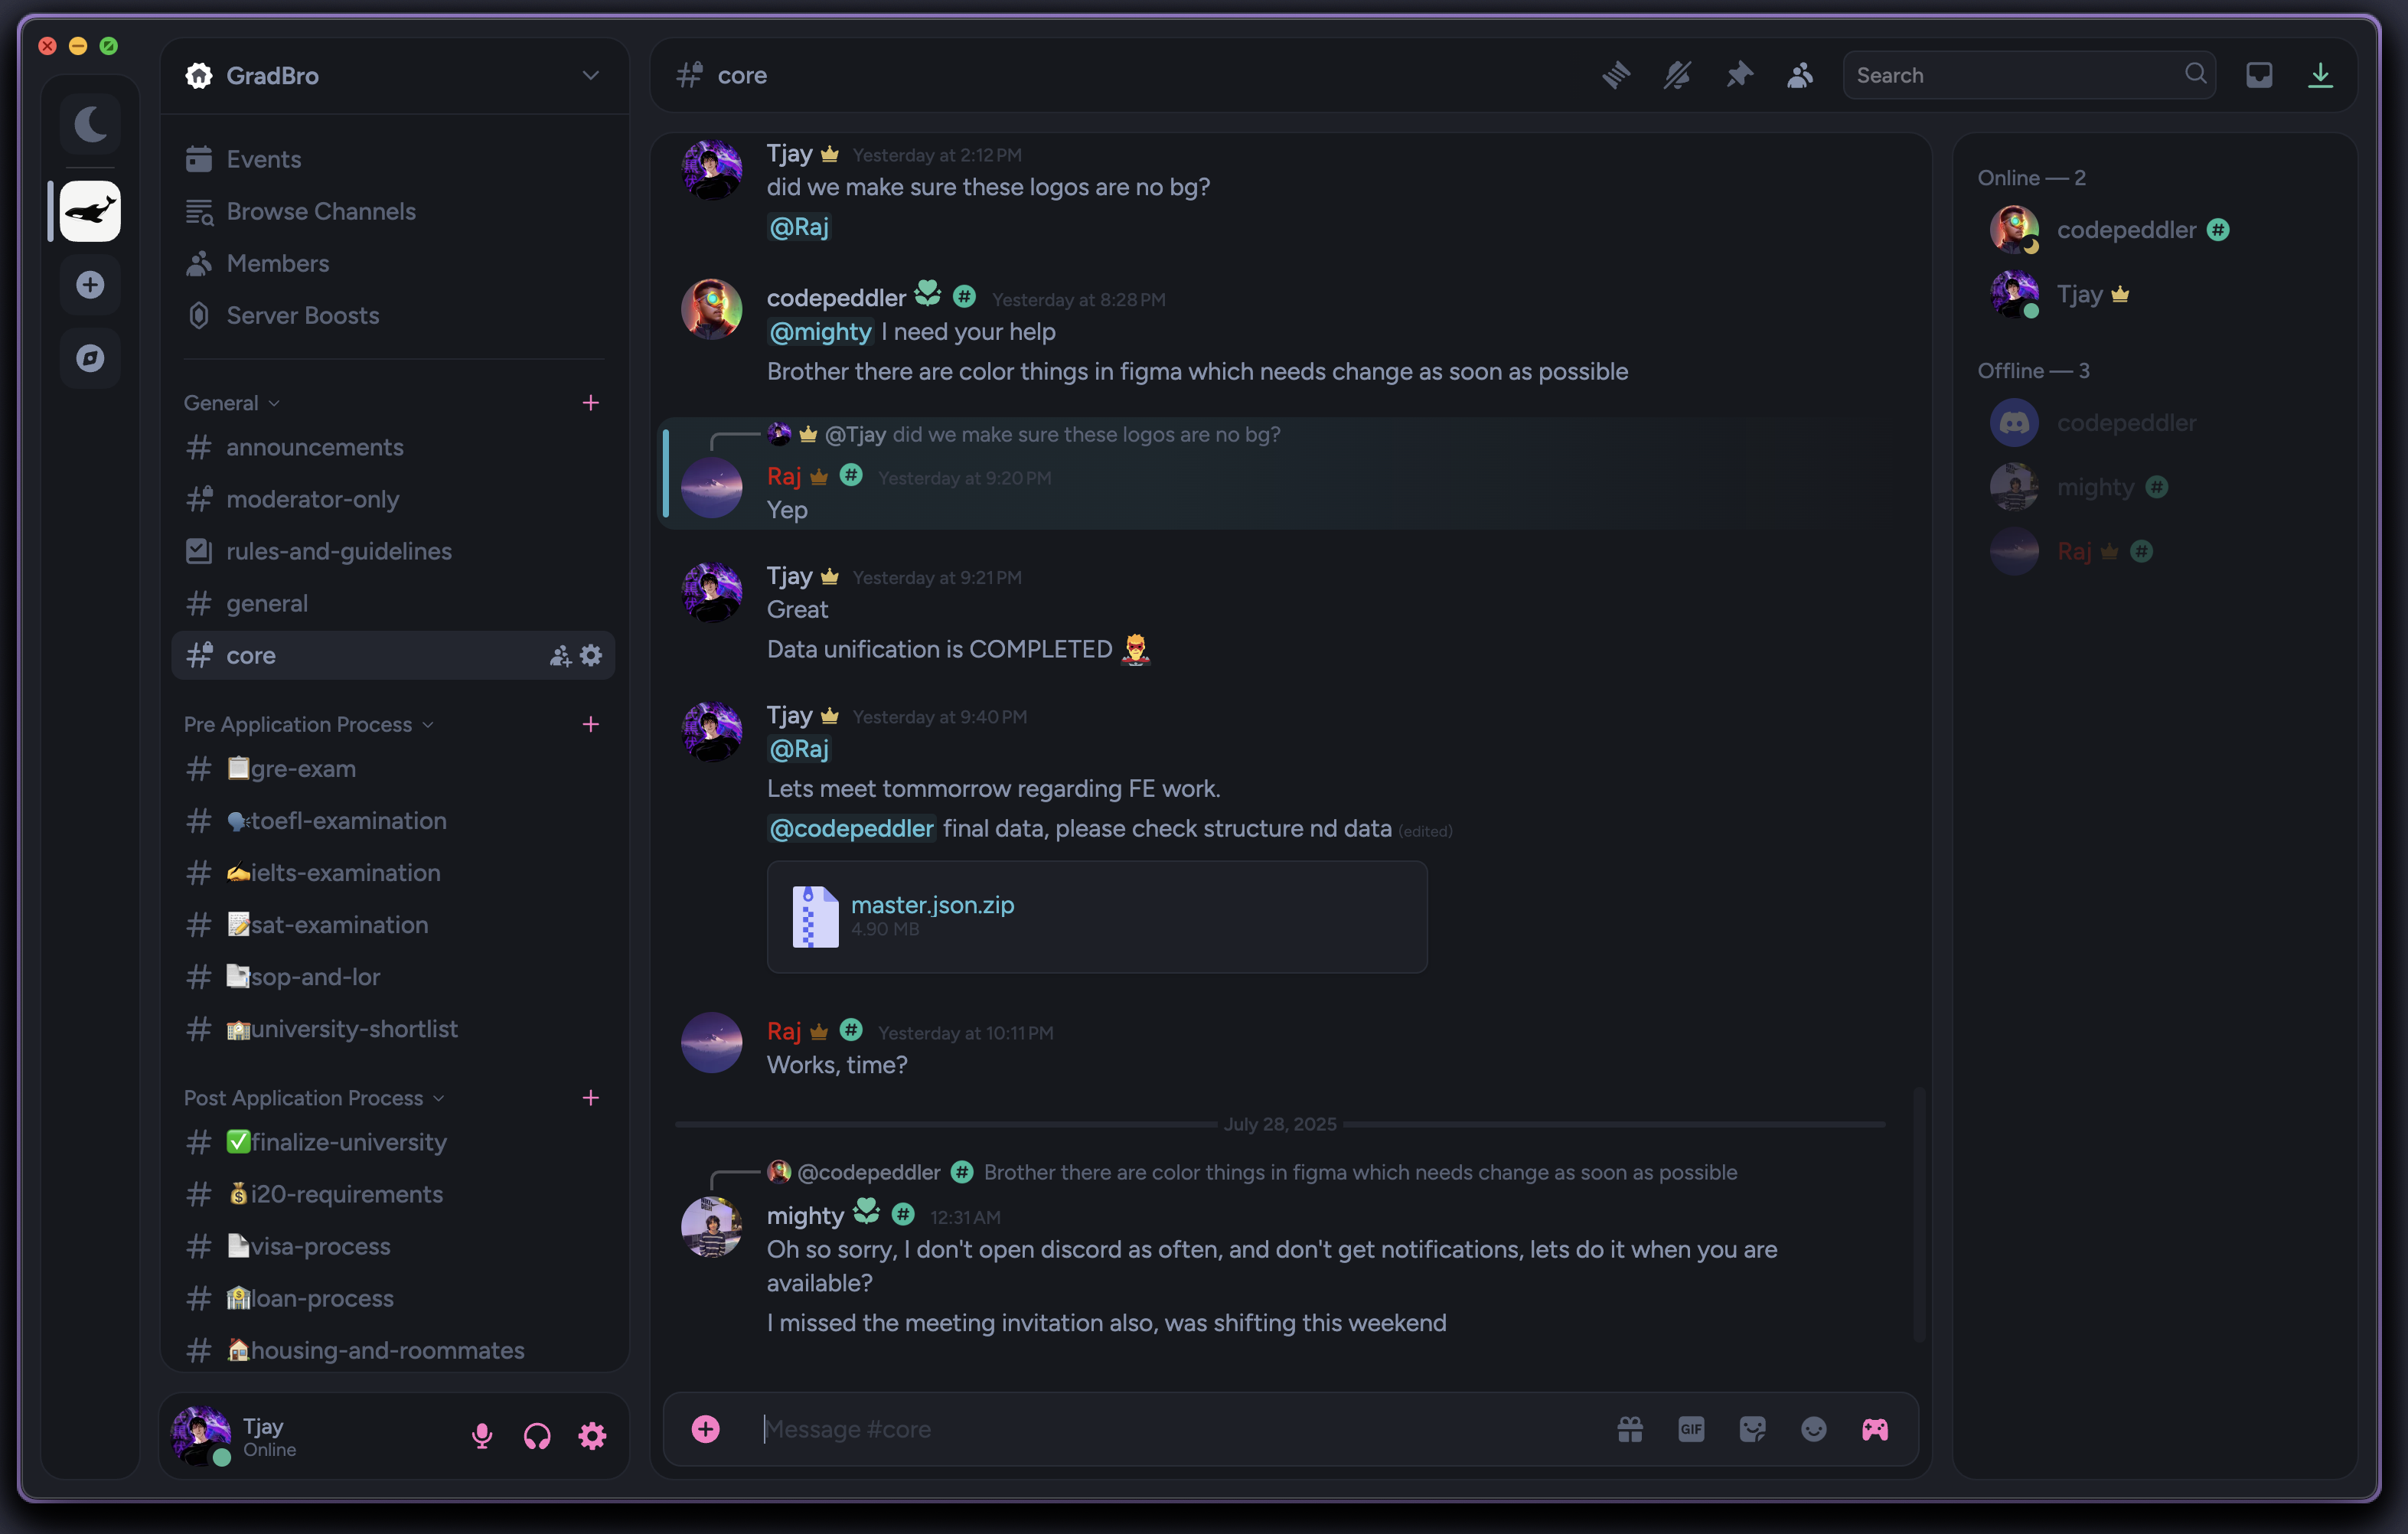 GradBro
Events
Browse Channels
Members
Server Boosts
General
announcements
moderator-only
rules-and-guidelines
general
core
Pre Application Process
gre-exam
toefl-examination
ielts-examination
sat-examination
sop-and-lor
university-shortlist
Post Application Process
finalize-university
i20-requirements
visa-process
loan-process
housing-and-roommates
Tjay
Online
core
Search
Tjay Yesterday at 2:12 PM
did we make sure these logos are no bg?
@Raj
codepeddler Yesterday at 8:28 PM
@mighty I need your help
Brother there are color things in figma which needs change as soon as possible
@Tjay did we make sure these logos are no bg?
Raj Yesterday at 9:20 PM
Yep
Tjay Yesterday at 9:21 PM
Great
Data unification is COMPLETED
Tjay Yesterday at 9:40 PM
@Raj
Lets meet tommorrow regarding FE work.
@codepeddler final data, please check structure nd data (edited)
master.json.zip
4.90 MB
Raj Yesterday at 10:11 PM
Works, time?
July 28, 2025
@codepeddler Brother there are color things in figma which needs change as soon as possible
mighty 12:31 AM
Oh so sorry, I don't open discord as often, and don't get notifications, lets do it when you are
available?
I missed the meeting invitation also, was shifting this weekend
Message #core
GIF
Online — 2
codepeddler
Tjay
Offline — 3
codepeddler
mighty
Raj